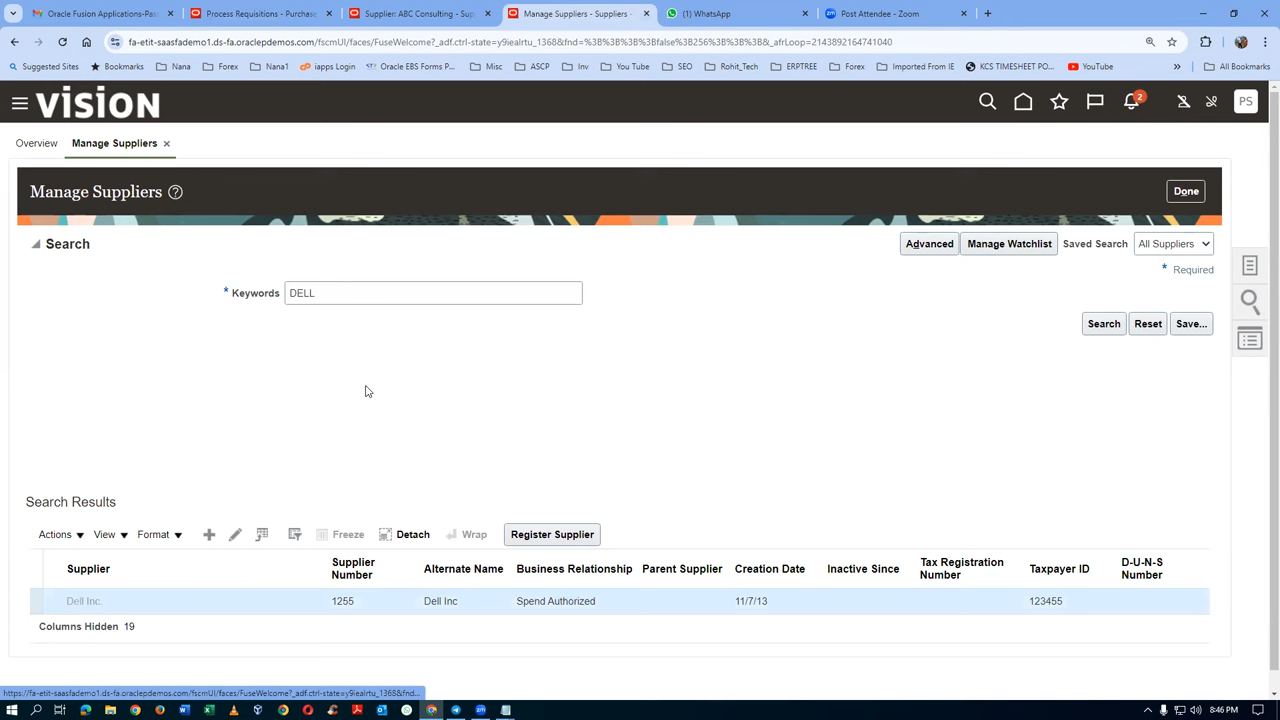 Oracle Fusion Applications-Pas
Process Requisitions - Purchase
Supplier: ABC Consulting - Sup
Manage Suppliers - Suppliers -
(1) WhatsApp
Post Attendee - Zoom
fa-etit-saasfademo1.ds-fa.oraclepdemos.com/fscmUI/faces/FuseWelcome?_adf.ctrl-state=y9iealrtu_1368&fnd=%3B%3B%3B%3Bfalse%3B256%3B%3B%3B&_afrLoop=2143892164741040
Suggested Sites
Bookmarks
Nana
Forex
Nana1
iapps Login
Oracle EBS Forms P...
Misc
ASCP
Inv
You Tube
SEO
Rohit_Tech
ERPTREE
Forex
Imported From IE
KCS TIMESHEET PO...
YouTube
»
All Bookmarks
VISION
2
PS
Overview
Manage Suppliers
Manage Suppliers
Done
Search
Advanced
Manage Watchlist
Saved Search
All Suppliers
* Required
* Keywords DELL
Search
Reset
Save...
Search Results
Actions
View
Format
Freeze
Detach
Wrap
Register Supplier
Supplier
Supplier Number
Alternate Name
Business Relationship
Parent Supplier
Creation Date
Inactive Since
Tax Registration Number
Taxpayer ID
D-U-N-S Number
Dell Inc.
1255
Dell Inc
Spend Authorized
11/7/13
123455
Columns Hidden 19
https://fa-etit-saasfademo1.ds-fa.oraclepdemos.com/fscmUI/faces/FuseWelcome?_adf.ctrl-state=y9iealrtu_1368&fnd...
8:46 PM